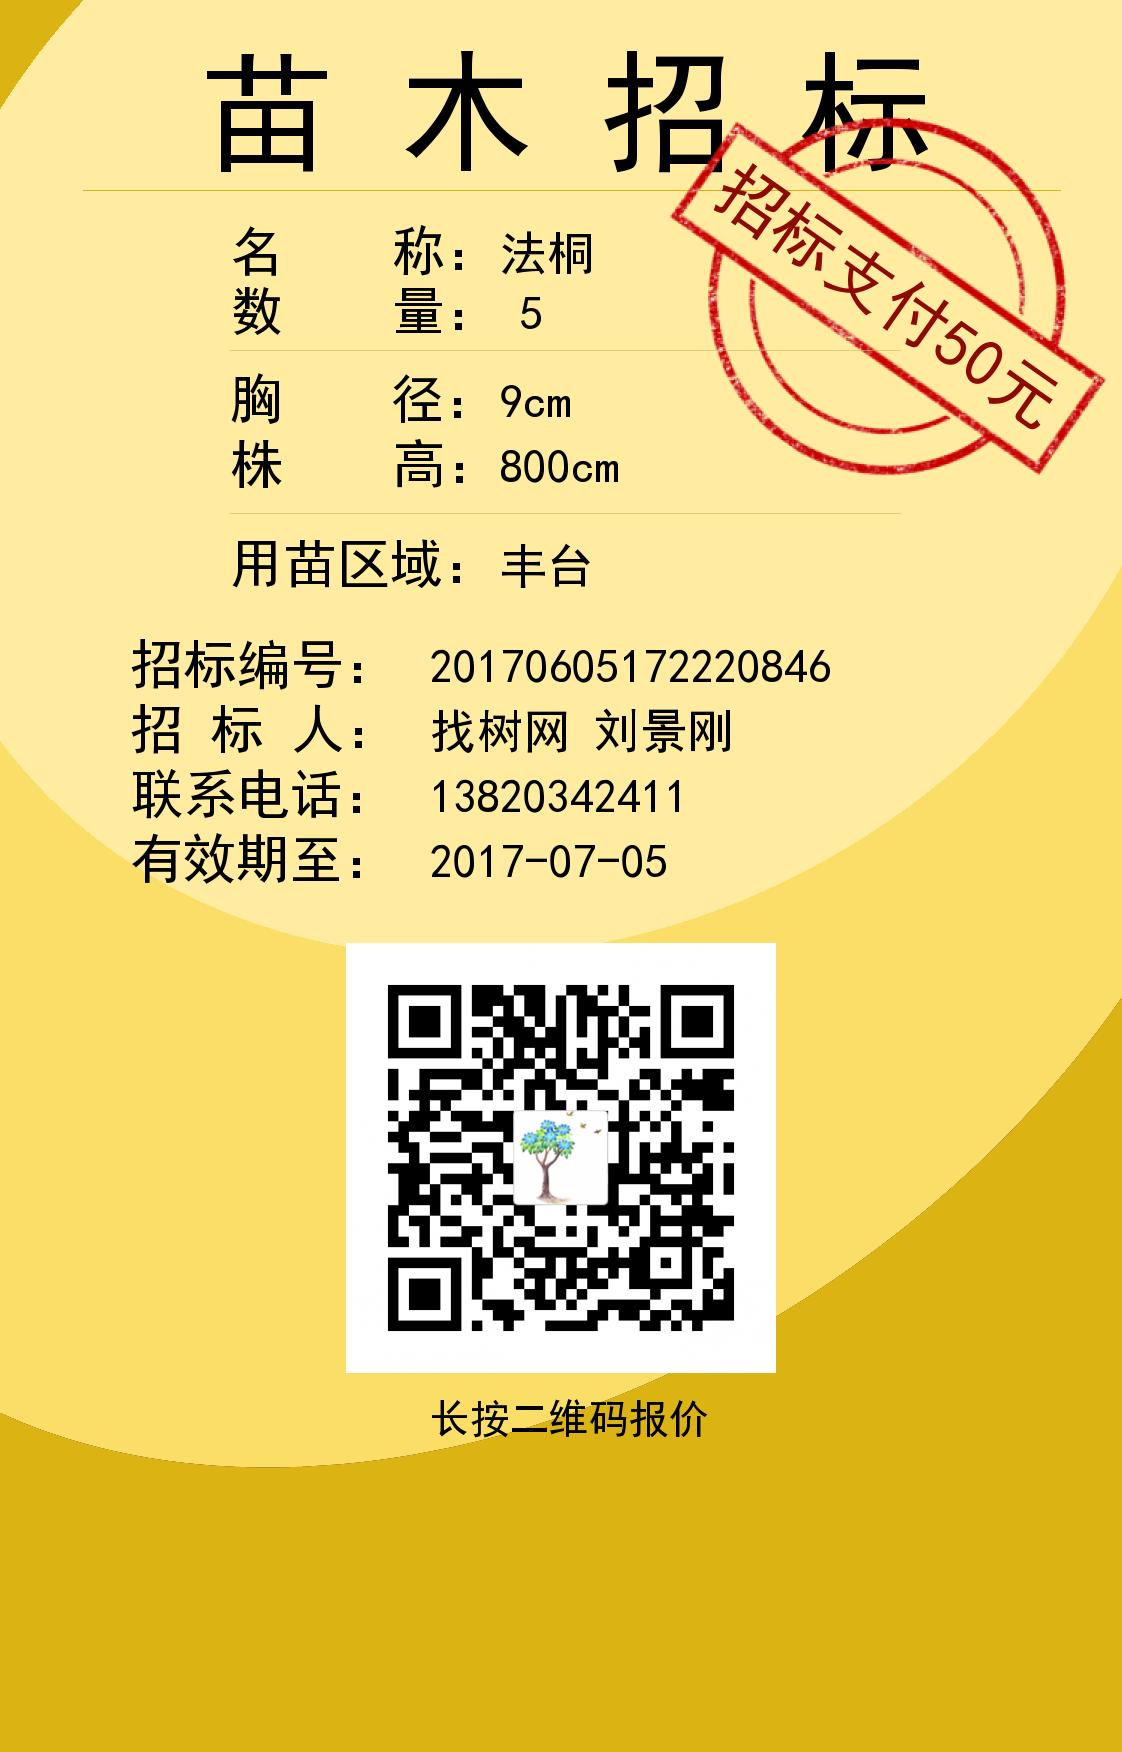 苗木招标
招标支付50元
名称：法桐
数量：5
胸径：9cm
株高：800cm
用苗区域：丰台
招标编号：20170605172220846
招标人：找树网 刘景刚
联系电话：13820342411
有效期至：2017-07-05
长按二维码报价